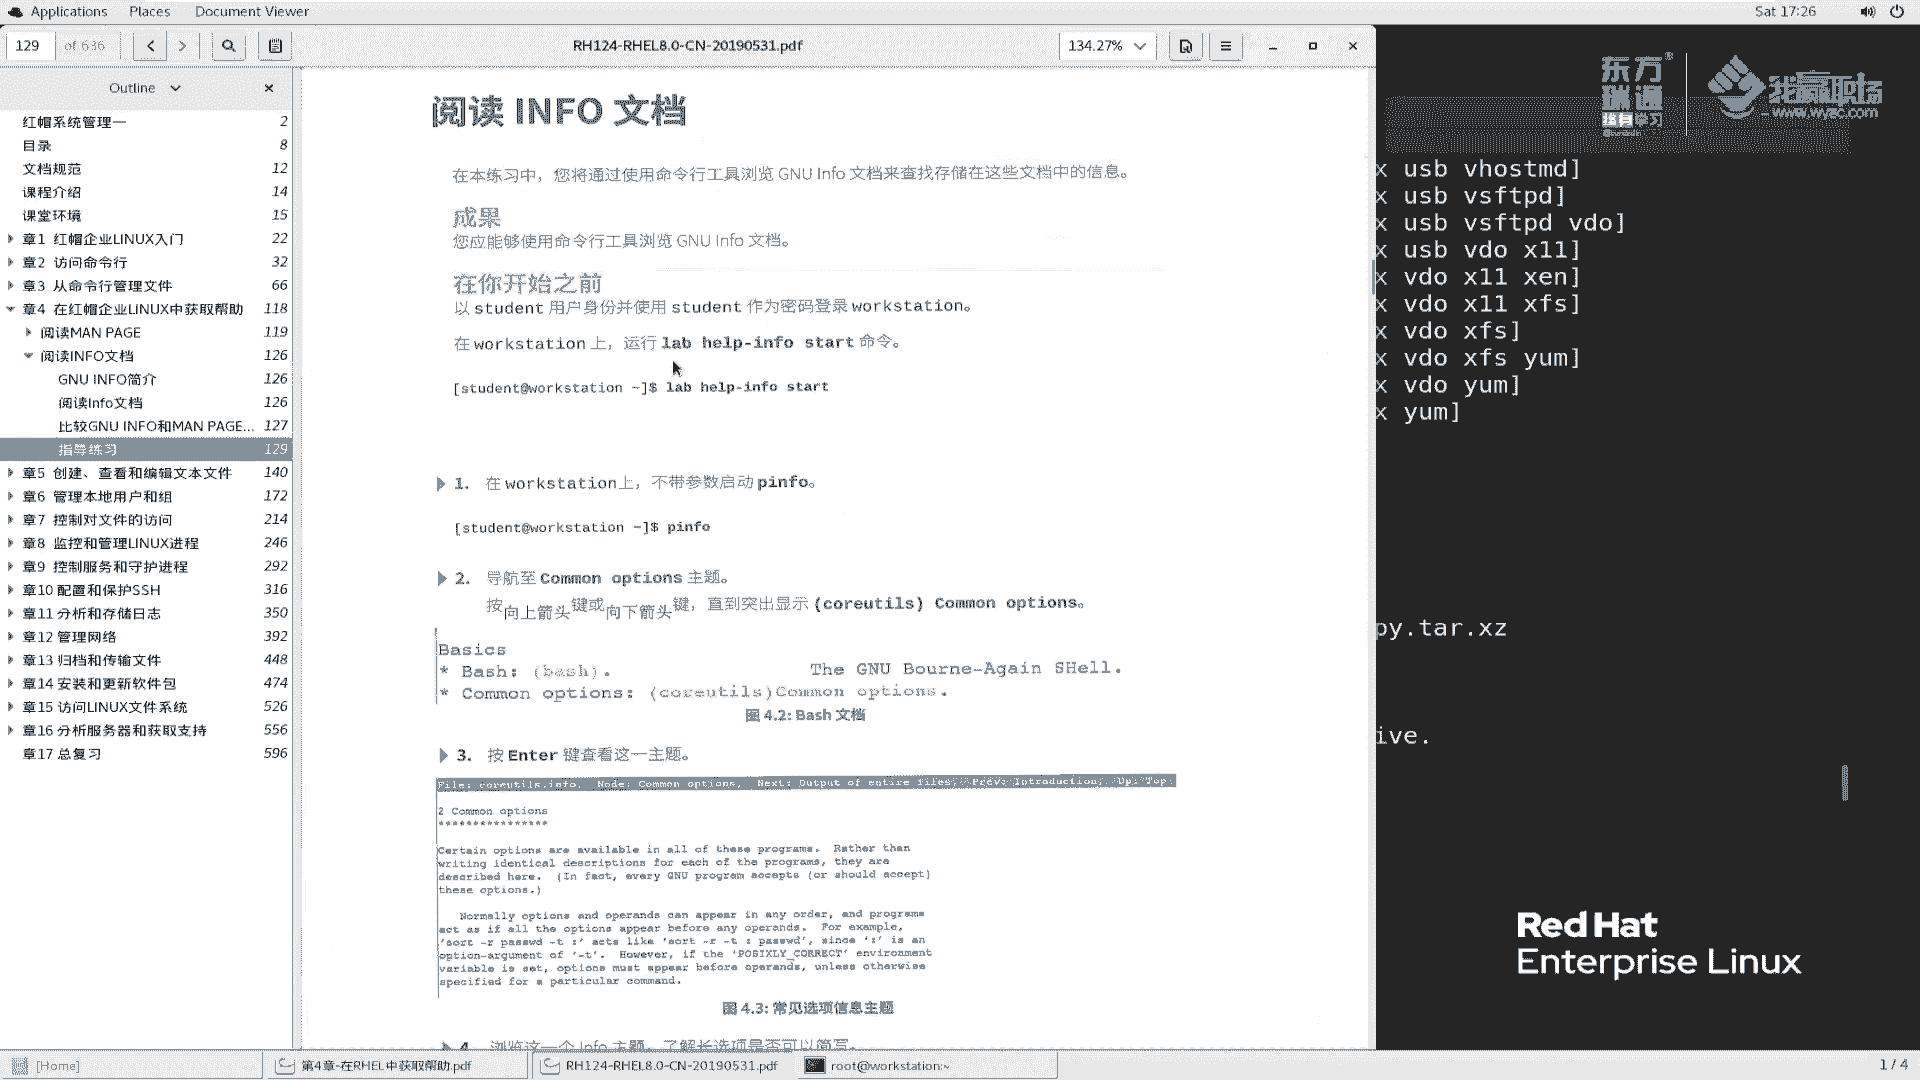 Applications Places Document Viewer Sat 17:26
129 of 636 RH124-RHEL8.0-CN-20190531.pdf 134.27%
Outline
红帽系统管理一 2
目录 8
文档规范 12
课程介绍 14
课堂环境 15
章1 红帽企业LINUX入门 22
章2 访问命令行 32
章3 从命令行管理文件 66
章4 在红帽企业LINUX中获取帮助 118
阅读MAN PAGE 119
阅读INFO文档 126
GNU INFO简介 126
阅读Info文档 126
比较GNU INFO和MAN PAGE... 127
指导练习 129
章5 创建、查看和编辑文本文件 140
章6 管理本地用户和组 172
章7 控制对文件的访问 214
章8 监控和管理LINUX进程 246
章9 控制服务和守护进程 292
章10 配置和保护SSH 316
章11 分析和存储日志 350
章12 管理网络 392
章13 归档和传输文件 448
章14 安装和更新软件包 474
章15 访问LINUX文件系统 526
章16 分析服务器和获取支持 556
章17 总复习 596
阅读 INFO 文档
在本练习中，您将通过使用命令行工具浏览 GNU Info 文档来查找存储在这些文档中的信息。
成果
您应能够使用命令行工具浏览 GNU Info 文档。
在你开始之前
以 student 用户身份并使用 student 作为密码登录 workstation。
在 workstation 上，运行 lab help-info start 命令。
[student@workstation ~]$ lab help-info start
1. 在 workstation上，不带参数启动 pinfo。
[student@workstation ~]$ pinfo
2. 导航至 Common options 主题。
按向上箭头键或向下箭头键，直到突出显示 (coreutils) Common options。
Basics
* Bash: (bash). The GNU Bourne-Again SHell.
* Common options: (coreutils)Common options.
图 4.2: Bash 文档
3. 按 Enter 键查看这一主题。
File: coreutils.info, Node: Common options, Next: Output of entire files, Prev: Introduction, Up: Top
2 Common options
****************
Certain options are available in all of these programs. Rather than
writing identical descriptions for each of the programs, they are
described here. (In fact, every GNU program accepts (or should accept)
these options.)
Normally options and operands can appear in any order, and programs
act as if all the options appear before any operands. For example,
'sort -r passwd -t :' acts like 'sort -r -t : passwd', since ':' is an
option-argument of '-t'. However, if the 'POSIXLY_CORRECT' environment
variable is set, options must appear before operands, unless otherwise
specified for a particular command.
图 4.3: 常见选项信息主题
4. 浏览这一个 Info 主题。了解长选项是否可以简写。
东方瑞通
终身学习
我赢职场
www.wyzc.com
x usb vhostmd]
x usb vsftpd]
x usb vsftpd vdo]
x usb vdo x11]
x vdo x11 xen]
x vdo x11 xfs]
x vdo xfs]
x vdo xfs yum]
x vdo yum]
x yum]
py.tar.xz
ive.
Red Hat
Enterprise Linux
[Home] 第4章-在RHEL中获取帮助.pdf RH124-RHEL8.0-CN-20190531.pdf root@workstation:~ 1 / 4